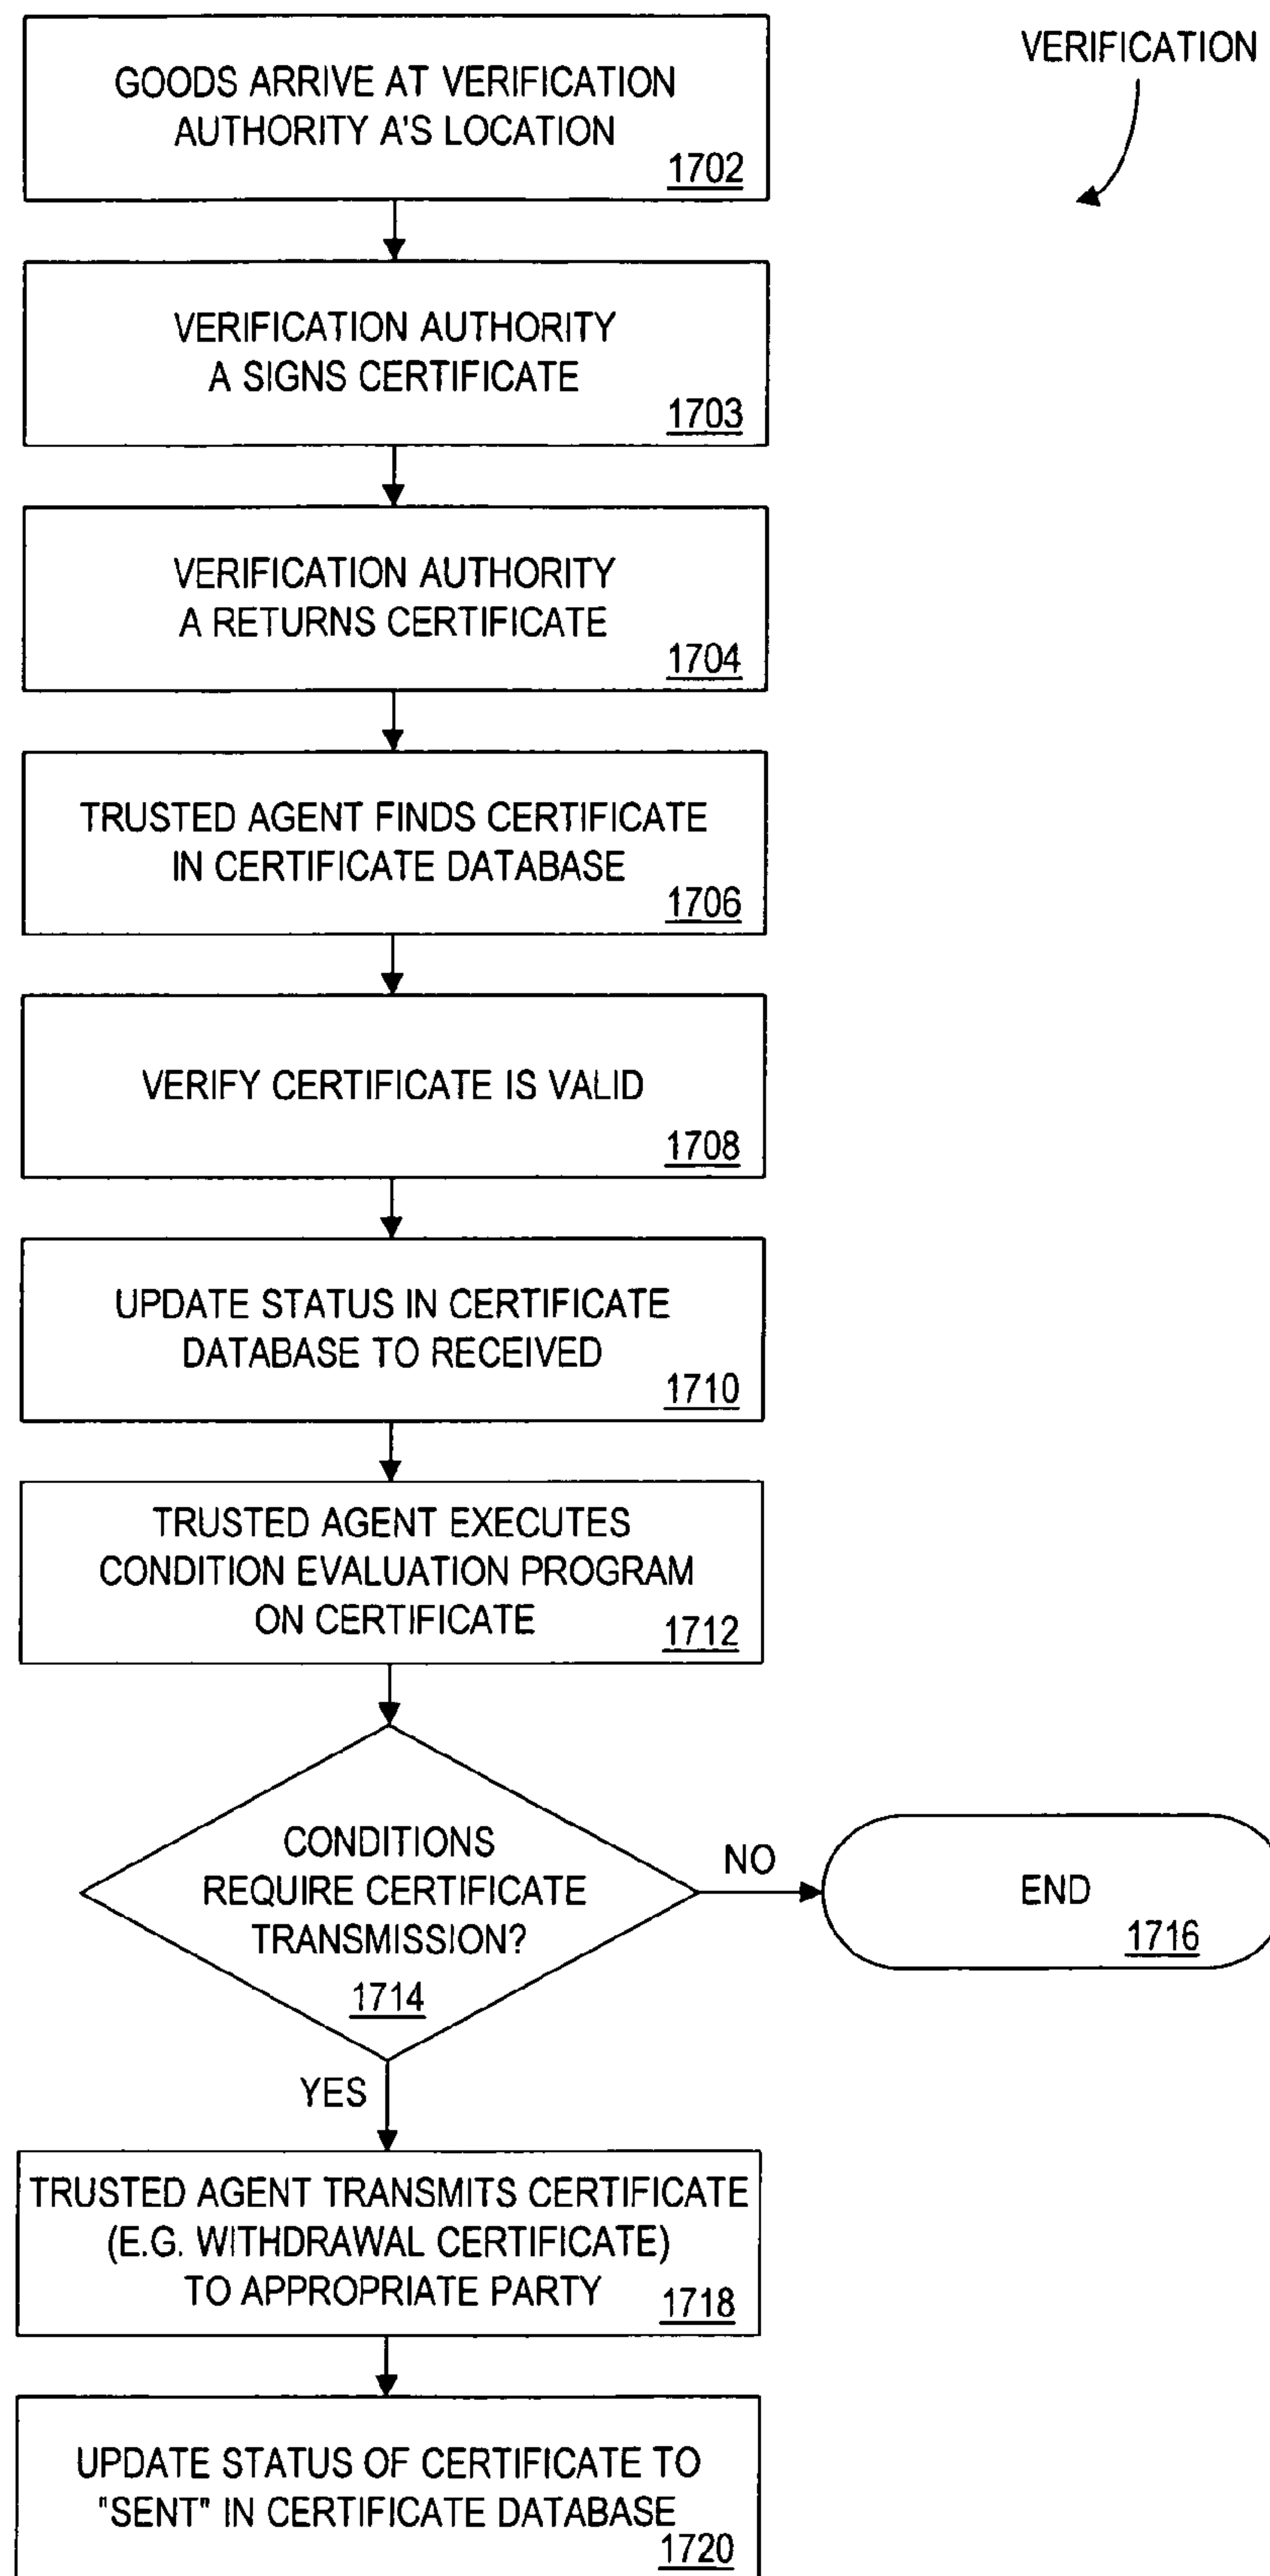 VERIFICATION
GOODS ARRIVE AT VERIFICATION
AUTHORITY A'S LOCATION
1702
VERIFICATION AUTHORITY
A SIGNS CERTIFICATE
1703
VERIFICATION AUTHORITY
A RETURNS CERTIFICATE
1704
TRUSTED AGENT FINDS CERTIFICATE
IN CERTIFICATE DATABASE
1706
VERIFY CERTIFICATE IS VALID
1708
UPDATE STATUS IN CERTIFICATE
DATABASE TO RECEIVED
1710
TRUSTED AGENT EXECUTES
CONDITION EVALUATION PROGRAM
ON CERTIFICATE
1712
CONDITIONS
REQUIRE CERTIFICATE
TRANSMISSION?
1714
NO
END
1716
YES
TRUSTED AGENT TRANSMITS CERTIFICATE
(E.G. WITHDRAWAL CERTIFICATE)
TO APPROPRIATE PARTY
1718
UPDATE STATUS OF CERTIFICATE TO
"SENT" IN CERTIFICATE DATABASE
1720